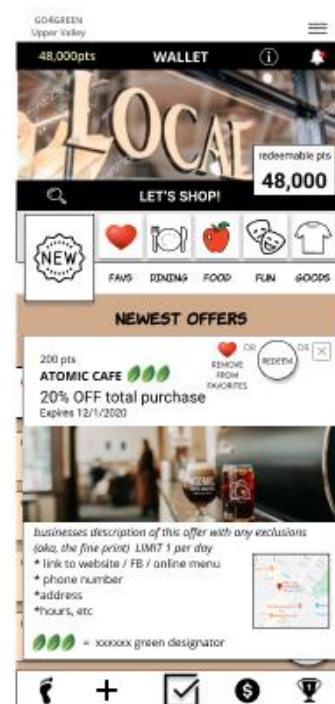 GO4GREEN
Upper Valley
48,000pts WALLET
LOCAL
redeemable pts
48,000
LET'S SHOP!
NEW
FAVS DINING FOOD FUN GOODS
NEWEST OFFERS
200 pts
ATOMIC CAFE
20% OFF total purchase
Expires 12/1/2020
REMOVE
FROM
FAVORITES
OR
REDEEM
OR
businesses description of this offer with any exclusions
(aka, the fine print) LIMIT 1 per day
* link to website / FB / online menu
* phone number
*address
*hours, etc
= xxxxxx green designator